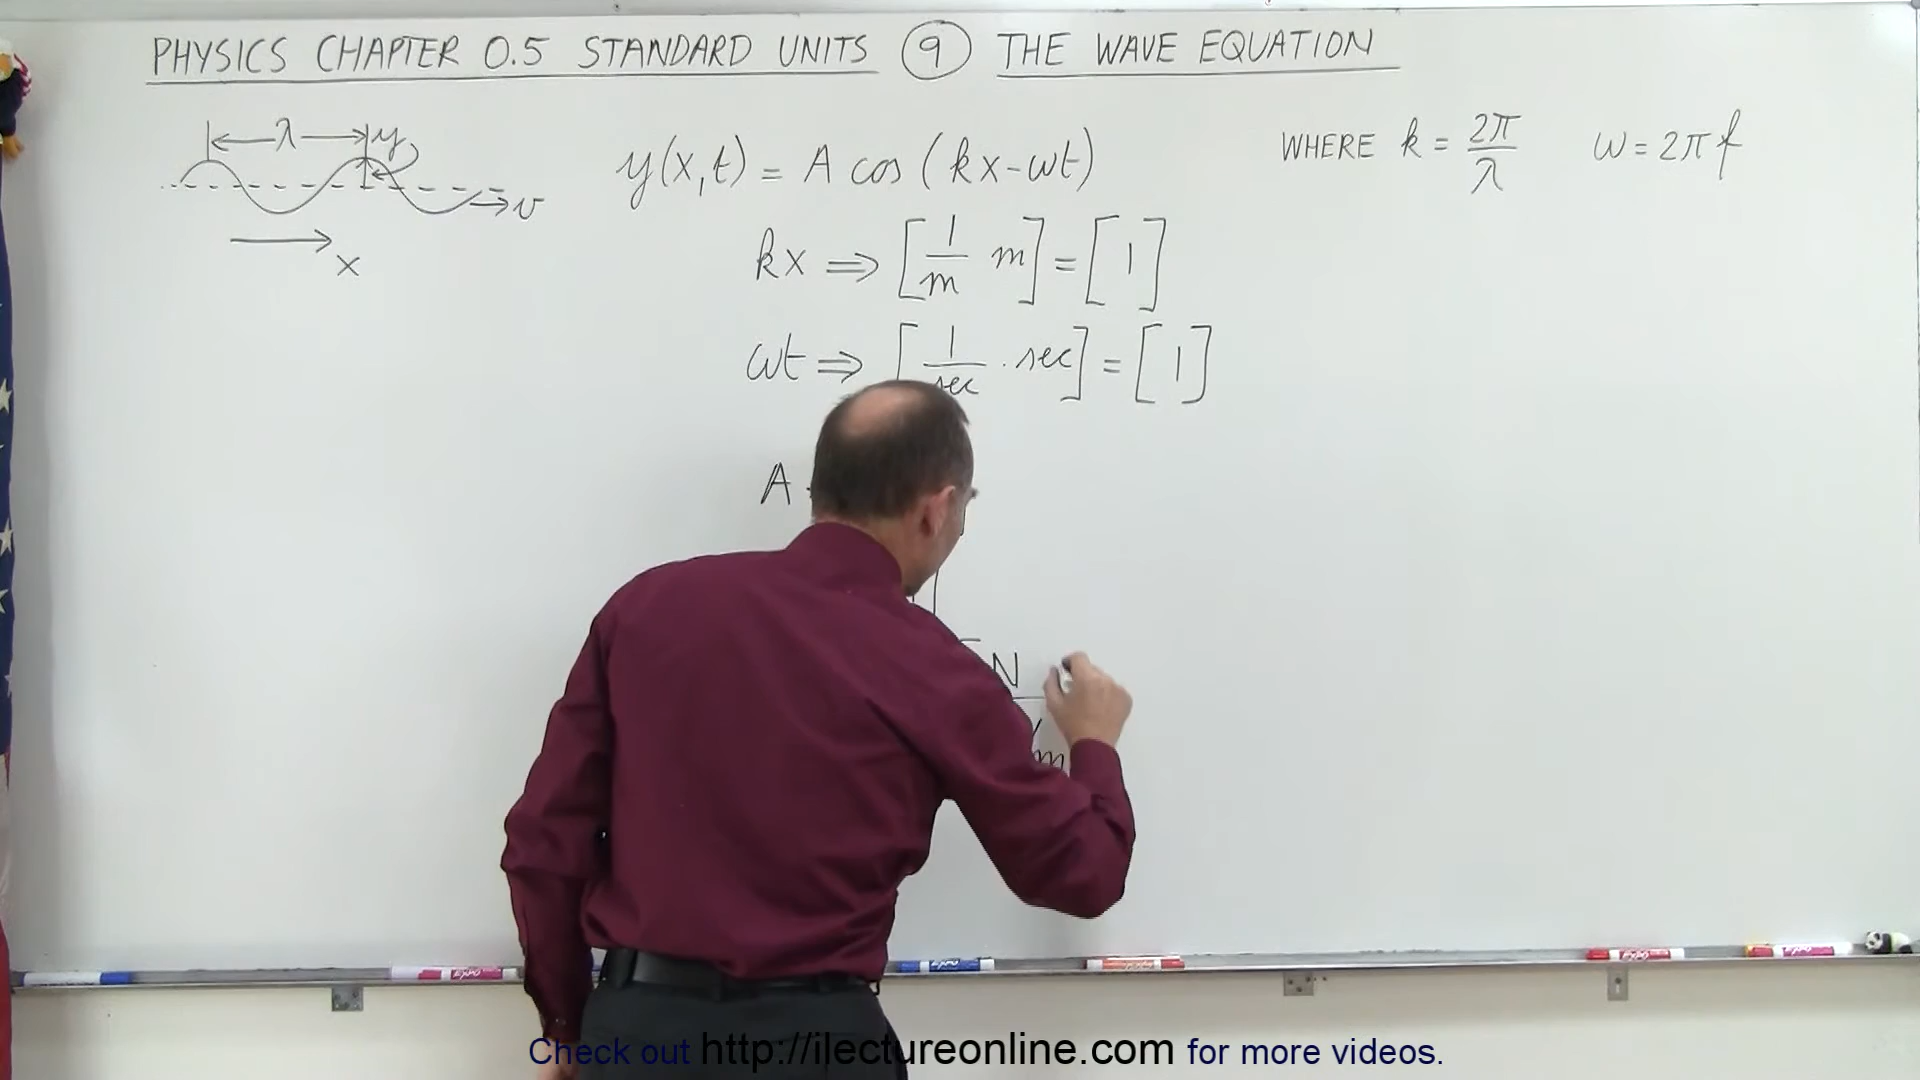 PHYSICS CHAPTER 0.5 STANDARD UNITS ⑨ THE WAVE EQUATION
λ y
v
x
y(x,t) = A cos (kx-ωt)
WHERE k = 2π/λ ω = 2πf
kx ⇒ [1/m m] = [1]
ωt ⇒ [1/sec · sec] = [1]
A
N
/m
EXPO
Check out http://ilectureonline.com for more videos.